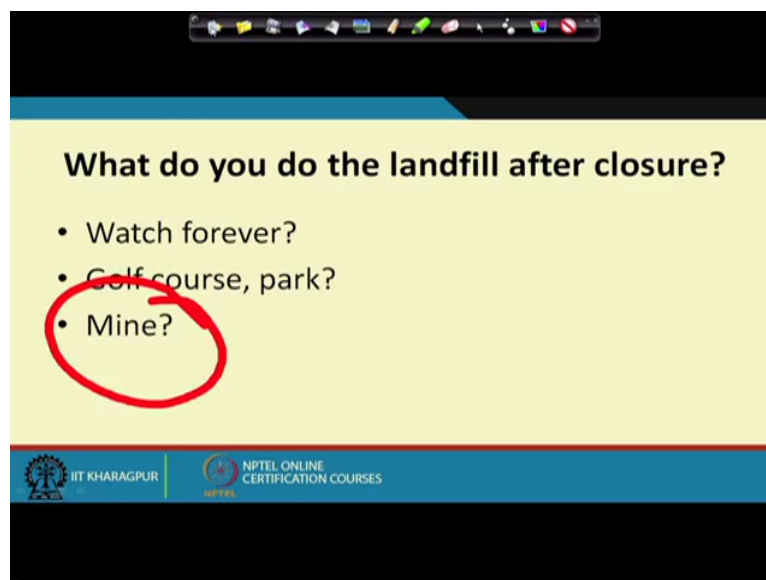 What do you do the landfill after closure?
• Watch forever?
• Golf course, park?
• Mine?
IIT KHARAGPUR
NPTEL ONLINE
CERTIFICATION COURSES
NPTEL